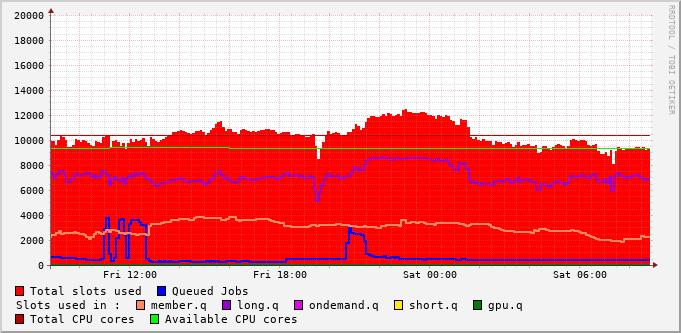 20000
18000
16000
14000
12000
10000
8000
6000
4000
2000
0
Fri 12:00 Fri 18:00 Sat 00:00 Sat 06:00
Total slots used Queued Jobs
Slots used in : member.q long.q ondemand.q short.q gpu.q
Total CPU cores Available CPU cores
RRDTOOL / TOBI OETIKER